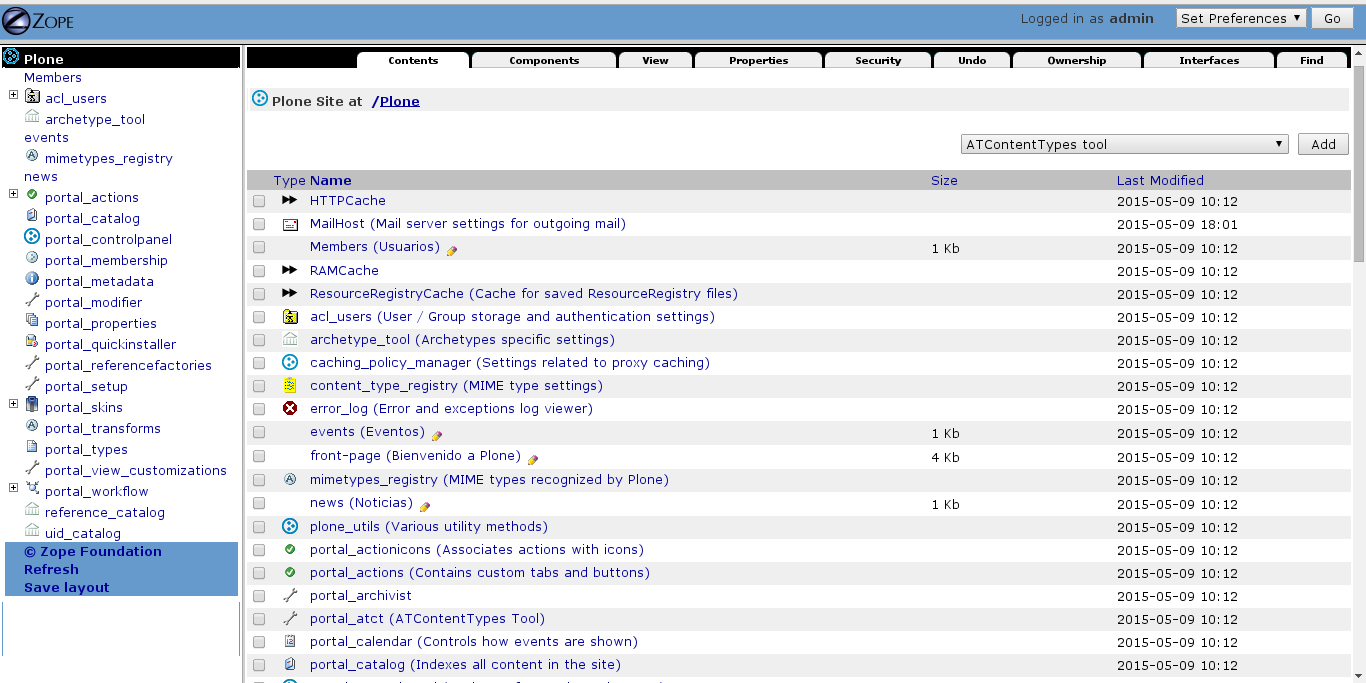 ZOPE
Logged in as admin
Set Preferences
Go
Plone
Members
acl_users
archetype_tool
events
mimetypes_registry
news
portal_actions
portal_catalog
portal_controlpanel
portal_membership
portal_metadata
portal_modifier
portal_properties
portal_quickinstaller
portal_referencefactories
portal_setup
portal_skins
portal_transforms
portal_types
portal_view_customizations
portal_workflow
reference_catalog
uid_catalog
© Zope Foundation
Refresh
Save layout
Contents Components View Properties Security Undo Ownership Interfaces Find
Plone Site at /Plone
ATContentTypes tool Add
Type Name Size Last Modified
HTTPCache 2015-05-09 10:12
MailHost (Mail server settings for outgoing mail) 2015-05-09 18:01
Members (Usuarios) 1 Kb 2015-05-09 10:12
RAMCache 2015-05-09 10:12
ResourceRegistryCache (Cache for saved ResourceRegistry files) 2015-05-09 10:12
acl_users (User / Group storage and authentication settings) 2015-05-09 10:12
archetype_tool (Archetypes specific settings) 2015-05-09 10:12
caching_policy_manager (Settings related to proxy caching) 2015-05-09 10:12
content_type_registry (MIME type settings) 2015-05-09 10:12
error_log (Error and exceptions log viewer) 2015-05-09 10:12
events (Eventos) 1 Kb 2015-05-09 10:12
front-page (Bienvenido a Plone) 4 Kb 2015-05-09 10:12
mimetypes_registry (MIME types recognized by Plone) 2015-05-09 10:12
news (Noticias) 1 Kb 2015-05-09 10:12
plone_utils (Various utility methods) 2015-05-09 10:12
portal_actionicons (Associates actions with icons) 2015-05-09 10:12
portal_actions (Contains custom tabs and buttons) 2015-05-09 10:12
portal_archivist 2015-05-09 10:12
portal_atct (ATContentTypes Tool) 2015-05-09 10:12
portal_calendar (Controls how events are shown) 2015-05-09 10:12
portal_catalog (Indexes all content in the site) 2015-05-09 10:12